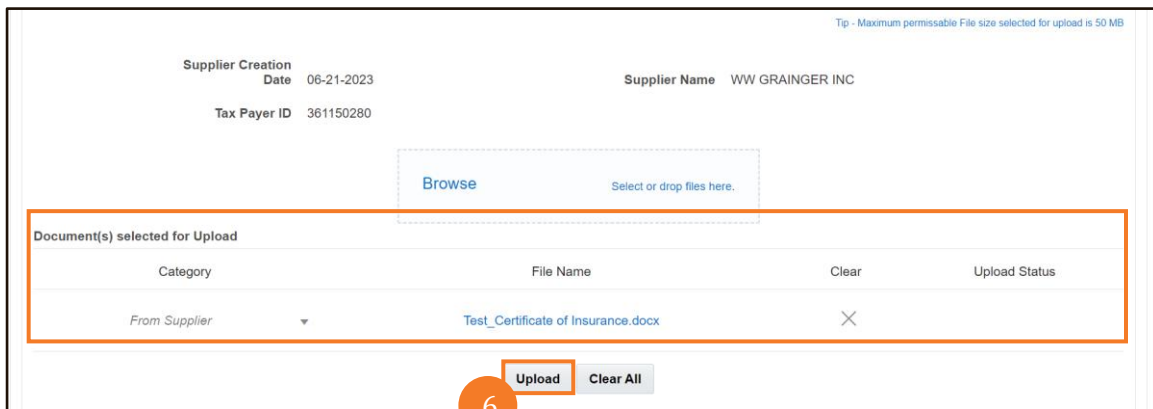 Tip - Maximum permissable File size selected for upload is 50 MB
Supplier Creation
Date 06-21-2023 Supplier Name WW GRAINGER INC
Tax Payer ID 361150280
Browse Select or drop files here.
Document(s) selected for Upload
Category File Name Clear Upload Status
From Supplier Test_Certificate of Insurance.docx
Upload Clear All
6